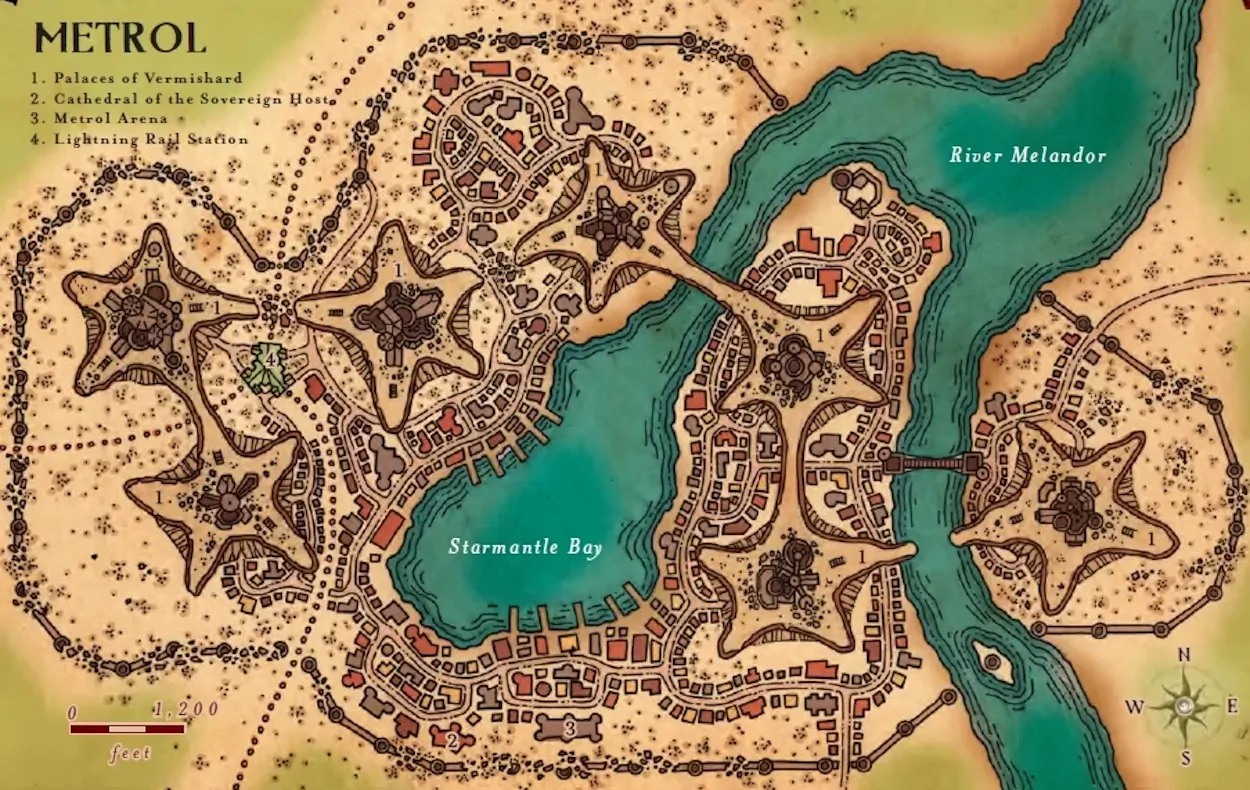 METROL
1. Palaces of Vermishard
2. Cathedral of the Sovereign Host
3. Metrol Arena
4. Lightning Rail Station
River Melandor
1
1
1
1
4
1
1
Starmantle Bay
1
1
N
W
E
S
0 1,200
feet
2
3